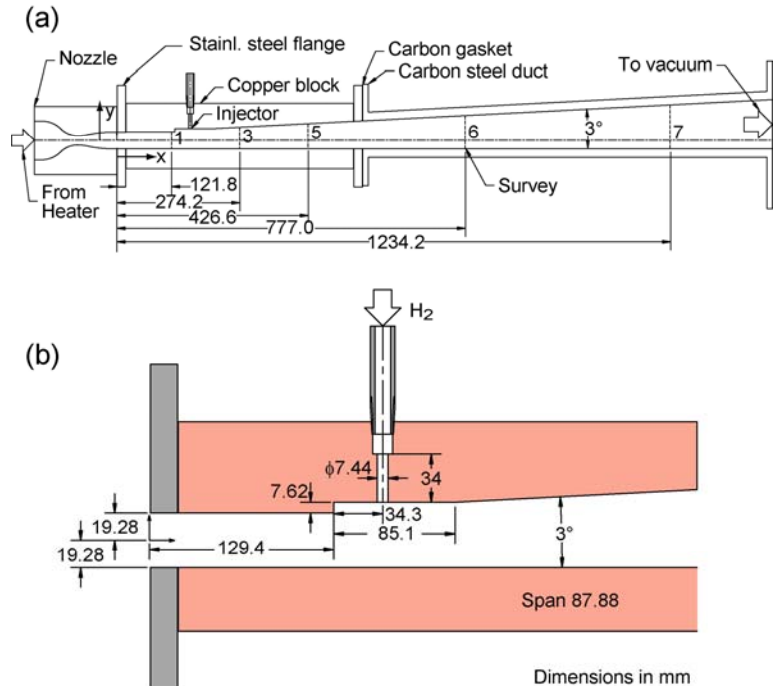 (a)
Nozzle
Stainl. steel flange
Carbon gasket
Carbon steel duct
Copper block
Injector
To vacuum
y
1
3
5
6
7
3°
x
From
Heater
121.8
Survey
274.2
426.6
777.0
1234.2
(b)
H2
ϕ7.44
34
7.62
34.3
19.28
85.1
3°
129.4
19.28
Span 87.88
Dimensions in mm